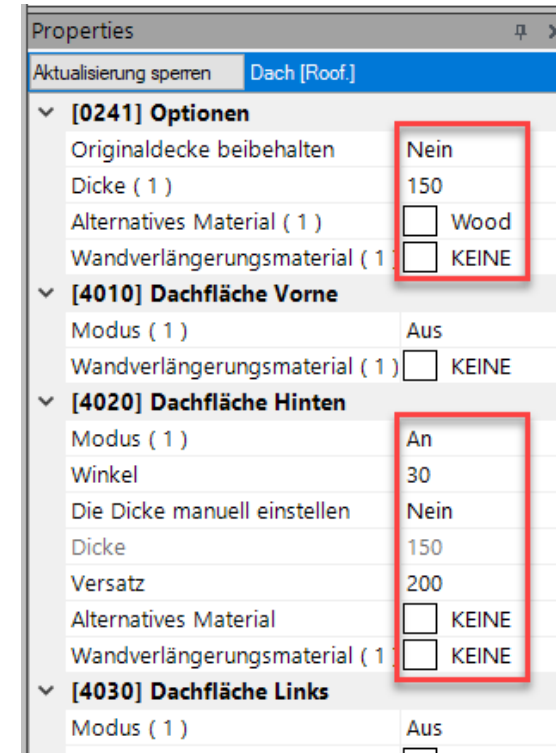 Properties
Aktualisierung sperren Dach [Roof.]
[0241] Optionen
Originaldecke beibehalten Nein
Dicke ( 1 ) 150
Alternatives Material ( 1 ) Wood
Wandverlängerungsmaterial ( 1 KEINE
[4010] Dachfläche Vorne
Modus ( 1 ) Aus
Wandverlängerungsmaterial ( 1 ) KEINE
[4020] Dachfläche Hinten
Modus ( 1 ) An
Winkel 30
Die Dicke manuell einstellen Nein
Dicke 150
Versatz 200
Alternatives Material KEINE
Wandverlängerungsmaterial ( 1 KEINE
[4030] Dachfläche Links
Modus ( 1 ) Aus